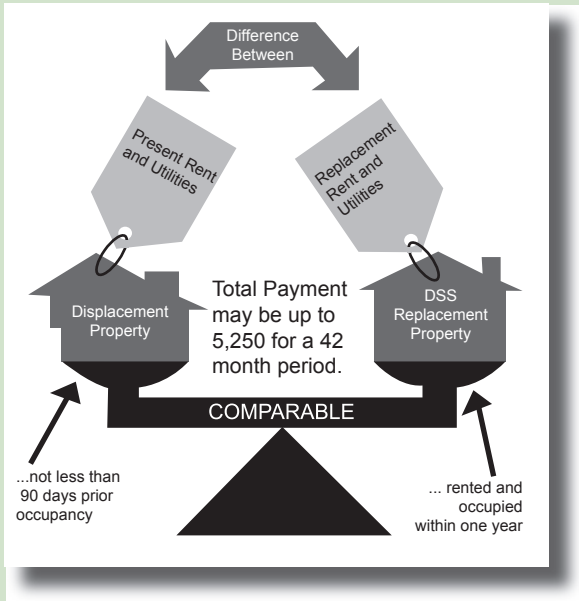 Difference
Between
Present Rent
and Utilities
Replacement
Rent and
Utilities
Displacement
Property
Total Payment
may be up to
5,250 for a 42
month period.
DSS
Replacement
Property
COMPARABLE
...not less than
90 days prior
occupancy
... rented and
occupied
within one year